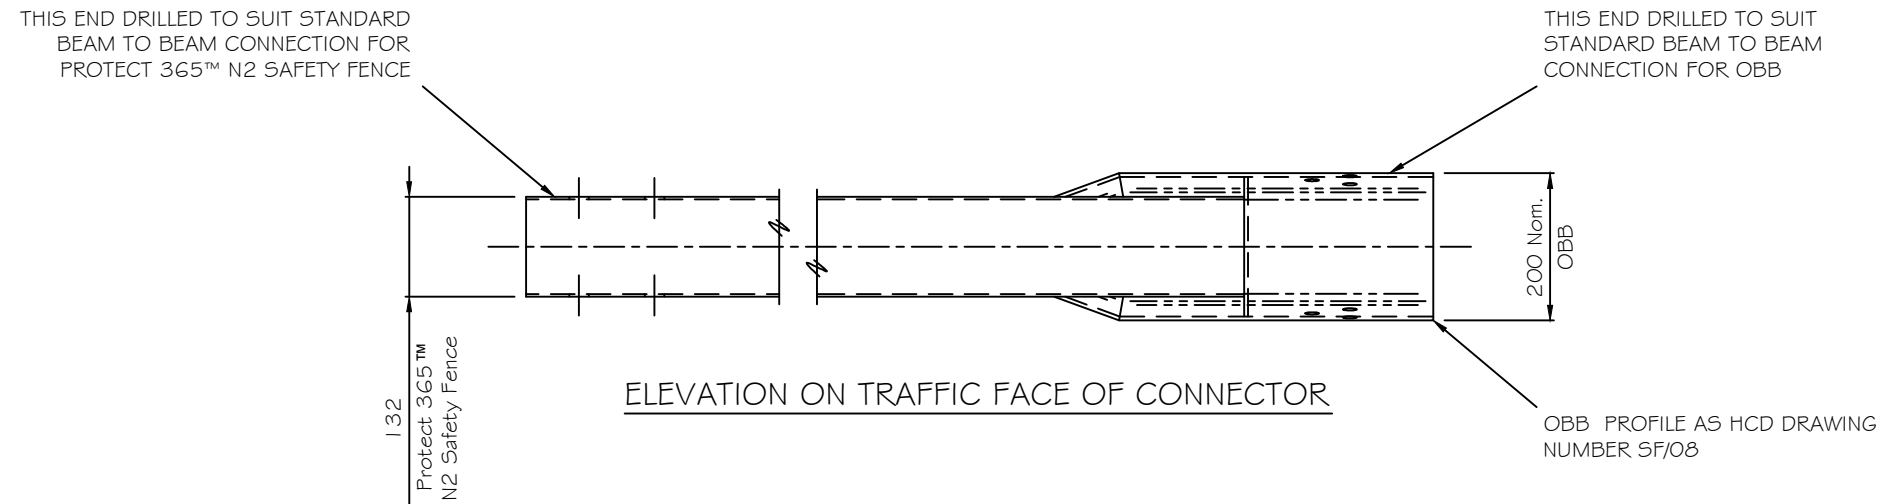 THIS END DRILLED TO SUIT STANDARD
BEAM TO BEAM CONNECTION FOR
PROTECT 365™ N2 SAFETY FENCE
THIS END DRILLED TO SUIT
STANDARD BEAM TO BEAM
CONNECTION FOR OBB
200 Nom.
OBB
132
Protect 365™
N2 Safety Fence
ELEVATION ON TRAFFIC FACE OF CONNECTOR
OBB PROFILE AS HCD DRAWING
NUMBER SF/08